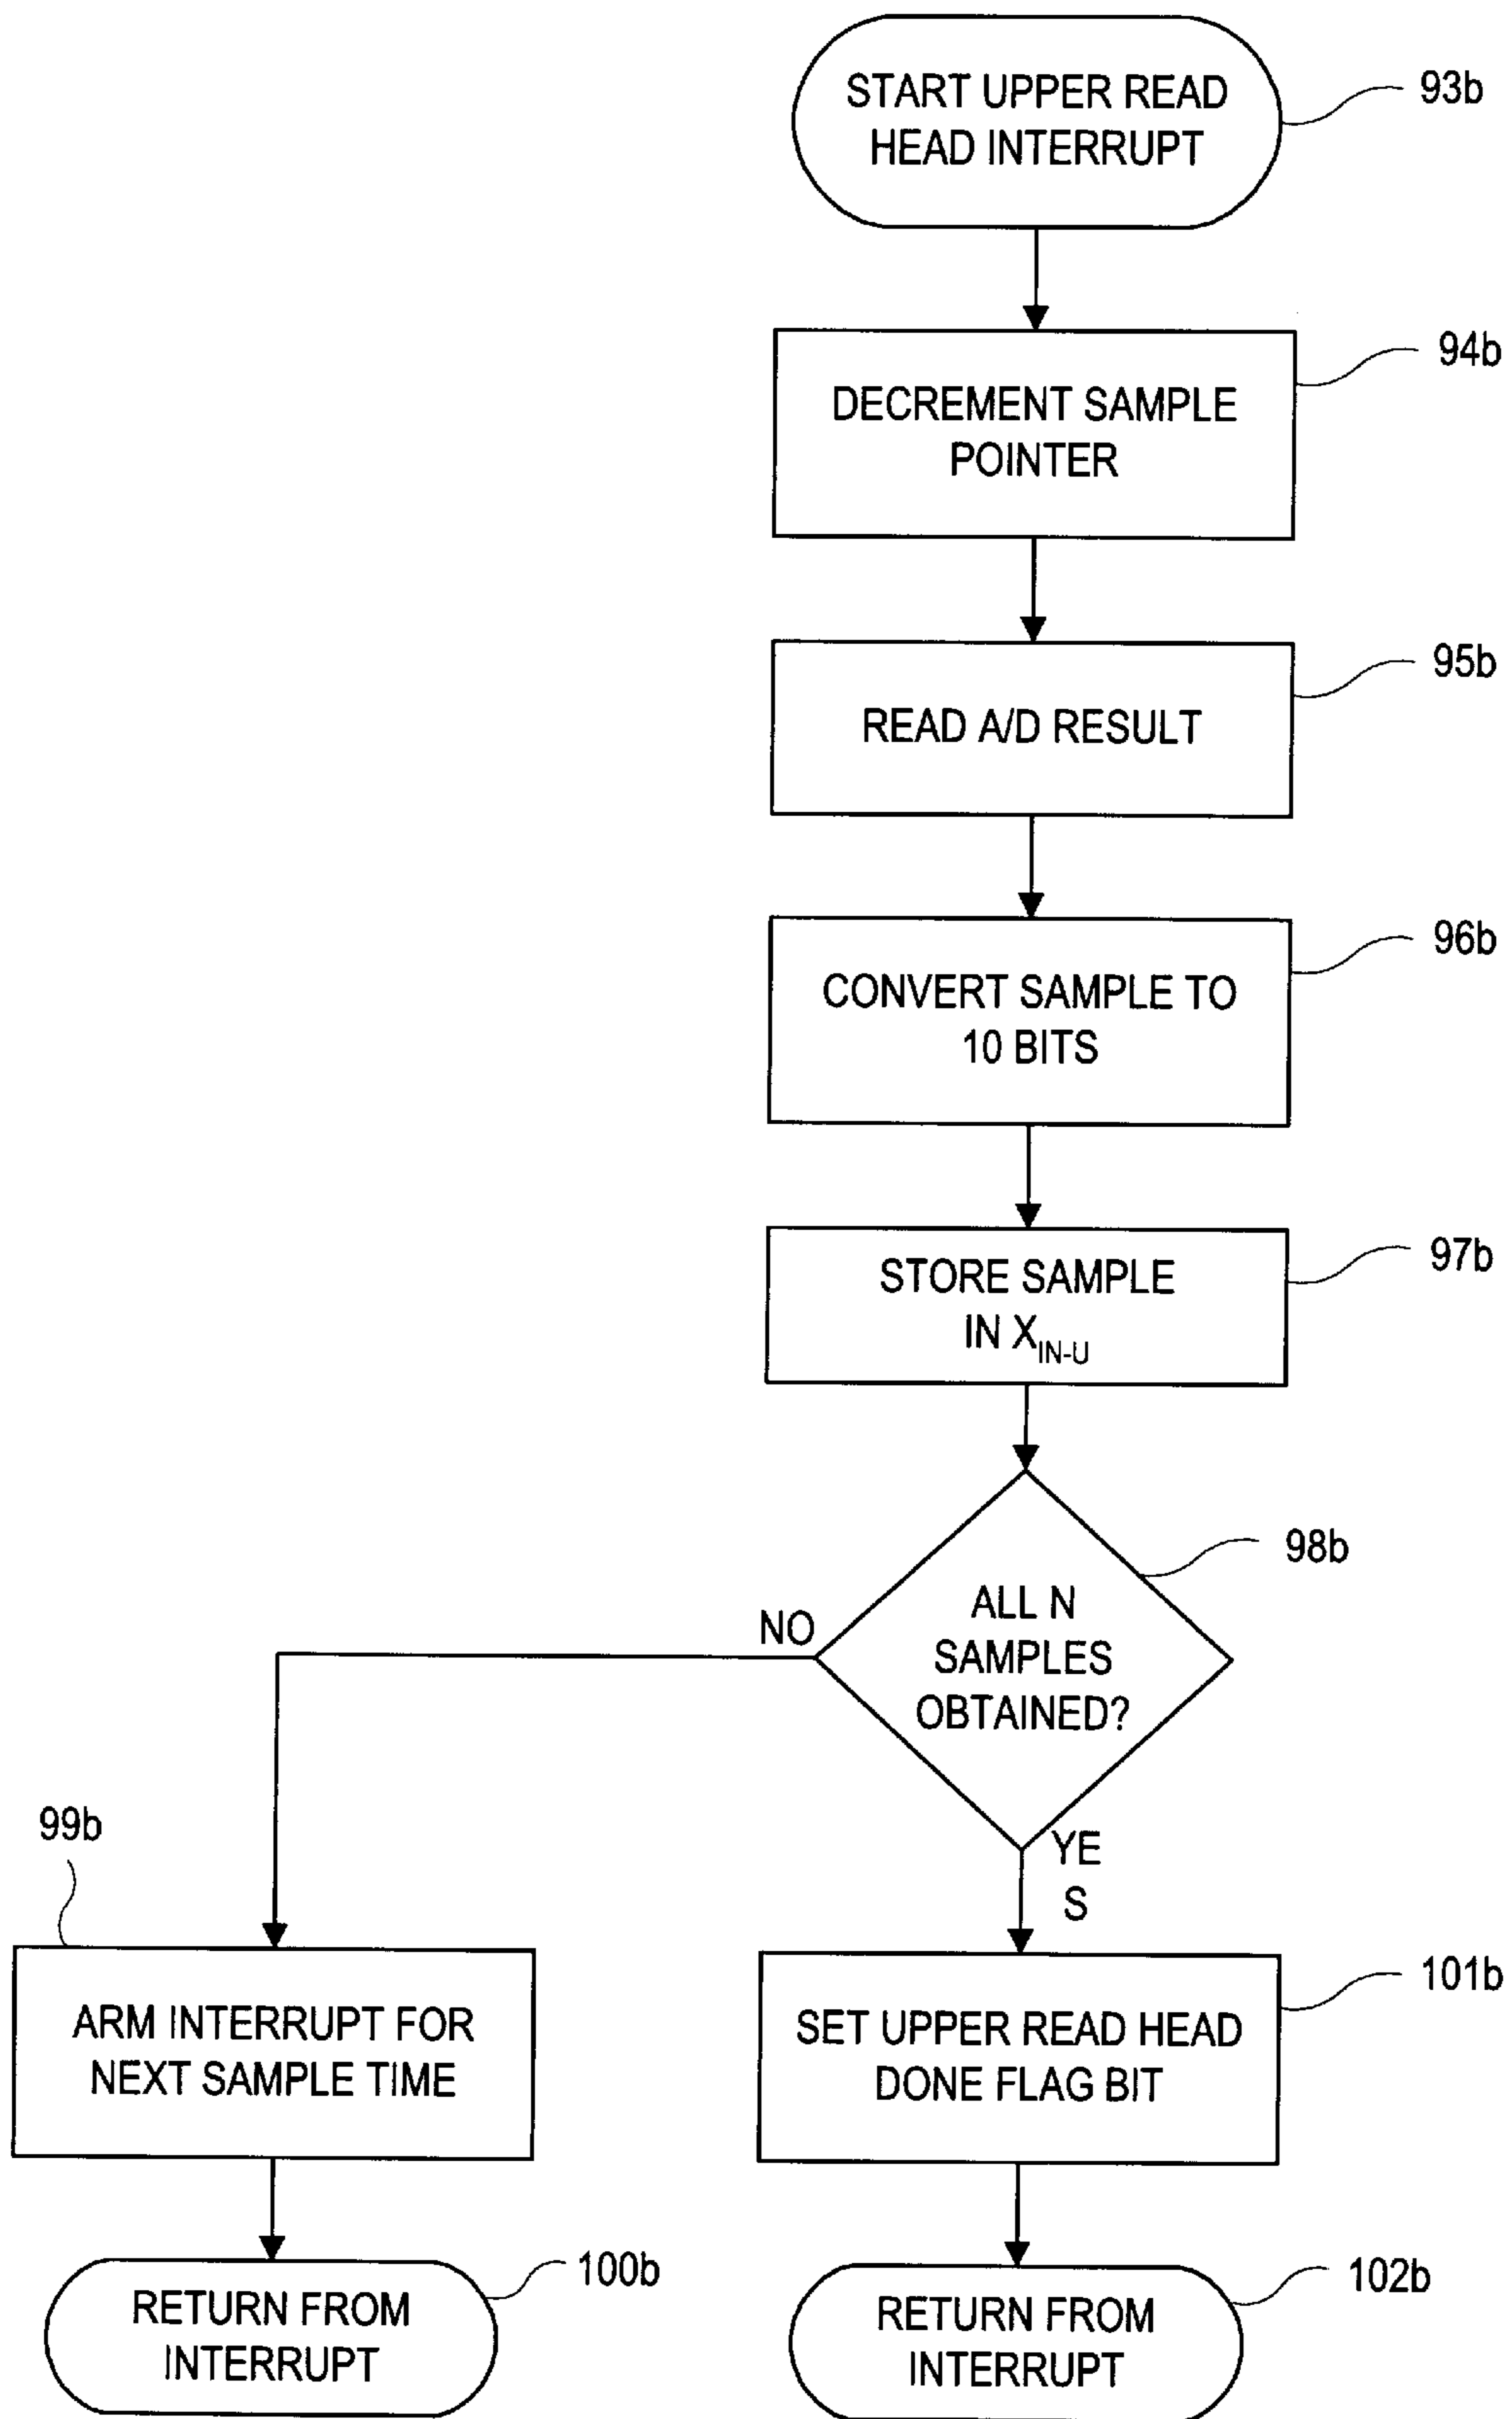 START UPPER READ
HEAD INTERRUPT
93b
94b
DECREMENT SAMPLE
POINTER
95b
READ A/D RESULT
96b
CONVERT SAMPLE TO
10 BITS
97b
STORE SAMPLE
IN X_IN-U
98b
ALL N
SAMPLES
OBTAINED?
NO
YE
S
99b
ARM INTERRUPT FOR
NEXT SAMPLE TIME
101b
SET UPPER READ HEAD
DONE FLAG BIT
100b
RETURN FROM
INTERRUPT
102b
RETURN FROM
INTERRUPT